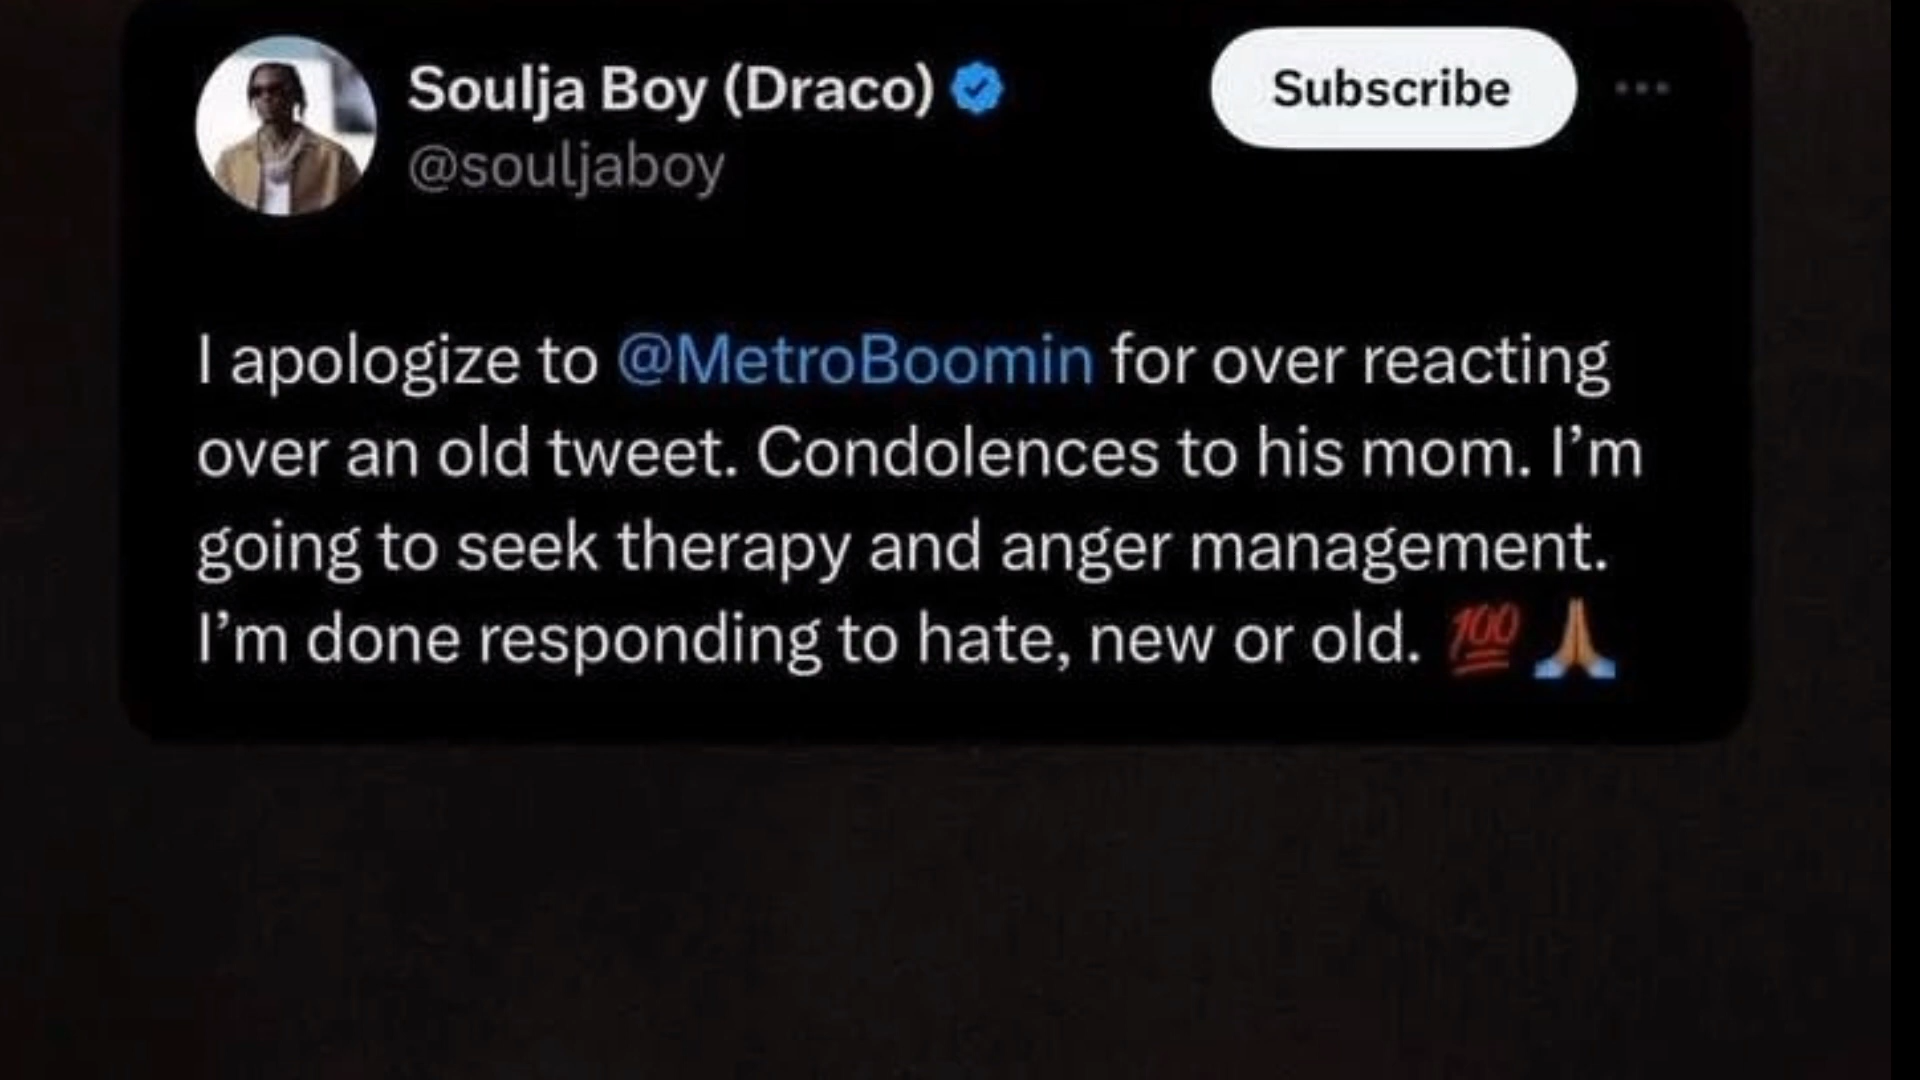 Soulja Boy (Draco)
Subscribe
@souljaboy
I apologize to @MetroBoomin for over reacting
over an old tweet. Condolences to his mom. I’m
going to seek therapy and anger management.
I’m done responding to hate, new or old. 💯🙏🏽